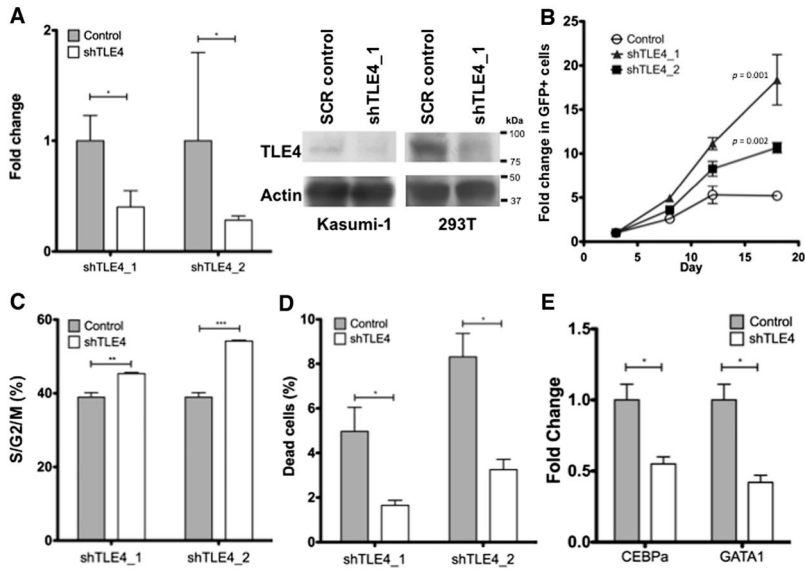 A
Control
shTLE4
2
1
0
Fold change
*
*
shTLE4_1
shTLE4_2
SCR control
shTLE4_1
SCR control
shTLE4_1
kDa
TLE4
100
75
Actin
50
37
Kasumi-1
293T
B
Control
shTLE4_1
shTLE4_2
25
20
15
10
5
0
Fold change in GFP+ cells
p = 0.001
p = 0.002
0
5
10
15
20
Day
C
Control
shTLE4
60
40
20
0
S/G2/M (%)
**
***
shTLE4_1
shTLE4_2
D
Control
shTLE4
10
8
6
4
2
0
Dead cells (%)
*
*
shTLE4_1
shTLE4_2
E
Control
shTLE4
1.5
1.0
0.5
0.0
Fold Change
*
*
CEBPa
GATA1